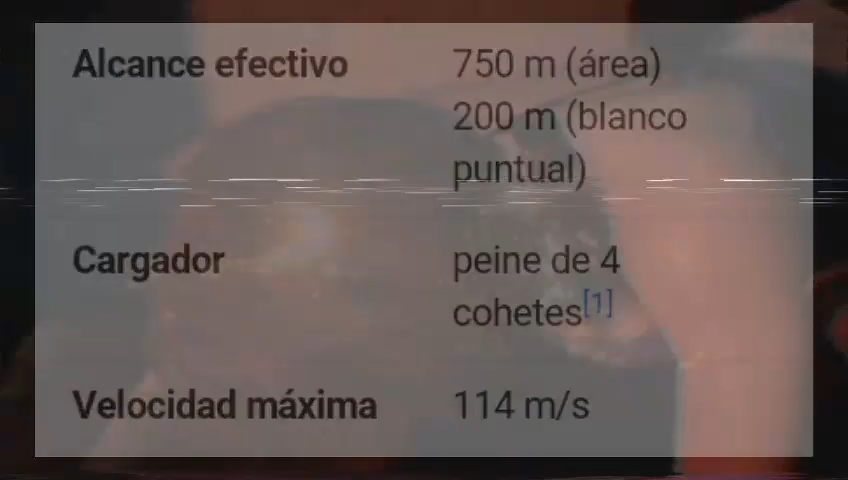 Alcance efectivo 750 m (área)
200 m (blanco
puntual)
Cargador peine de 4
cohetes[1]
Velocidad máxima 114 m/s